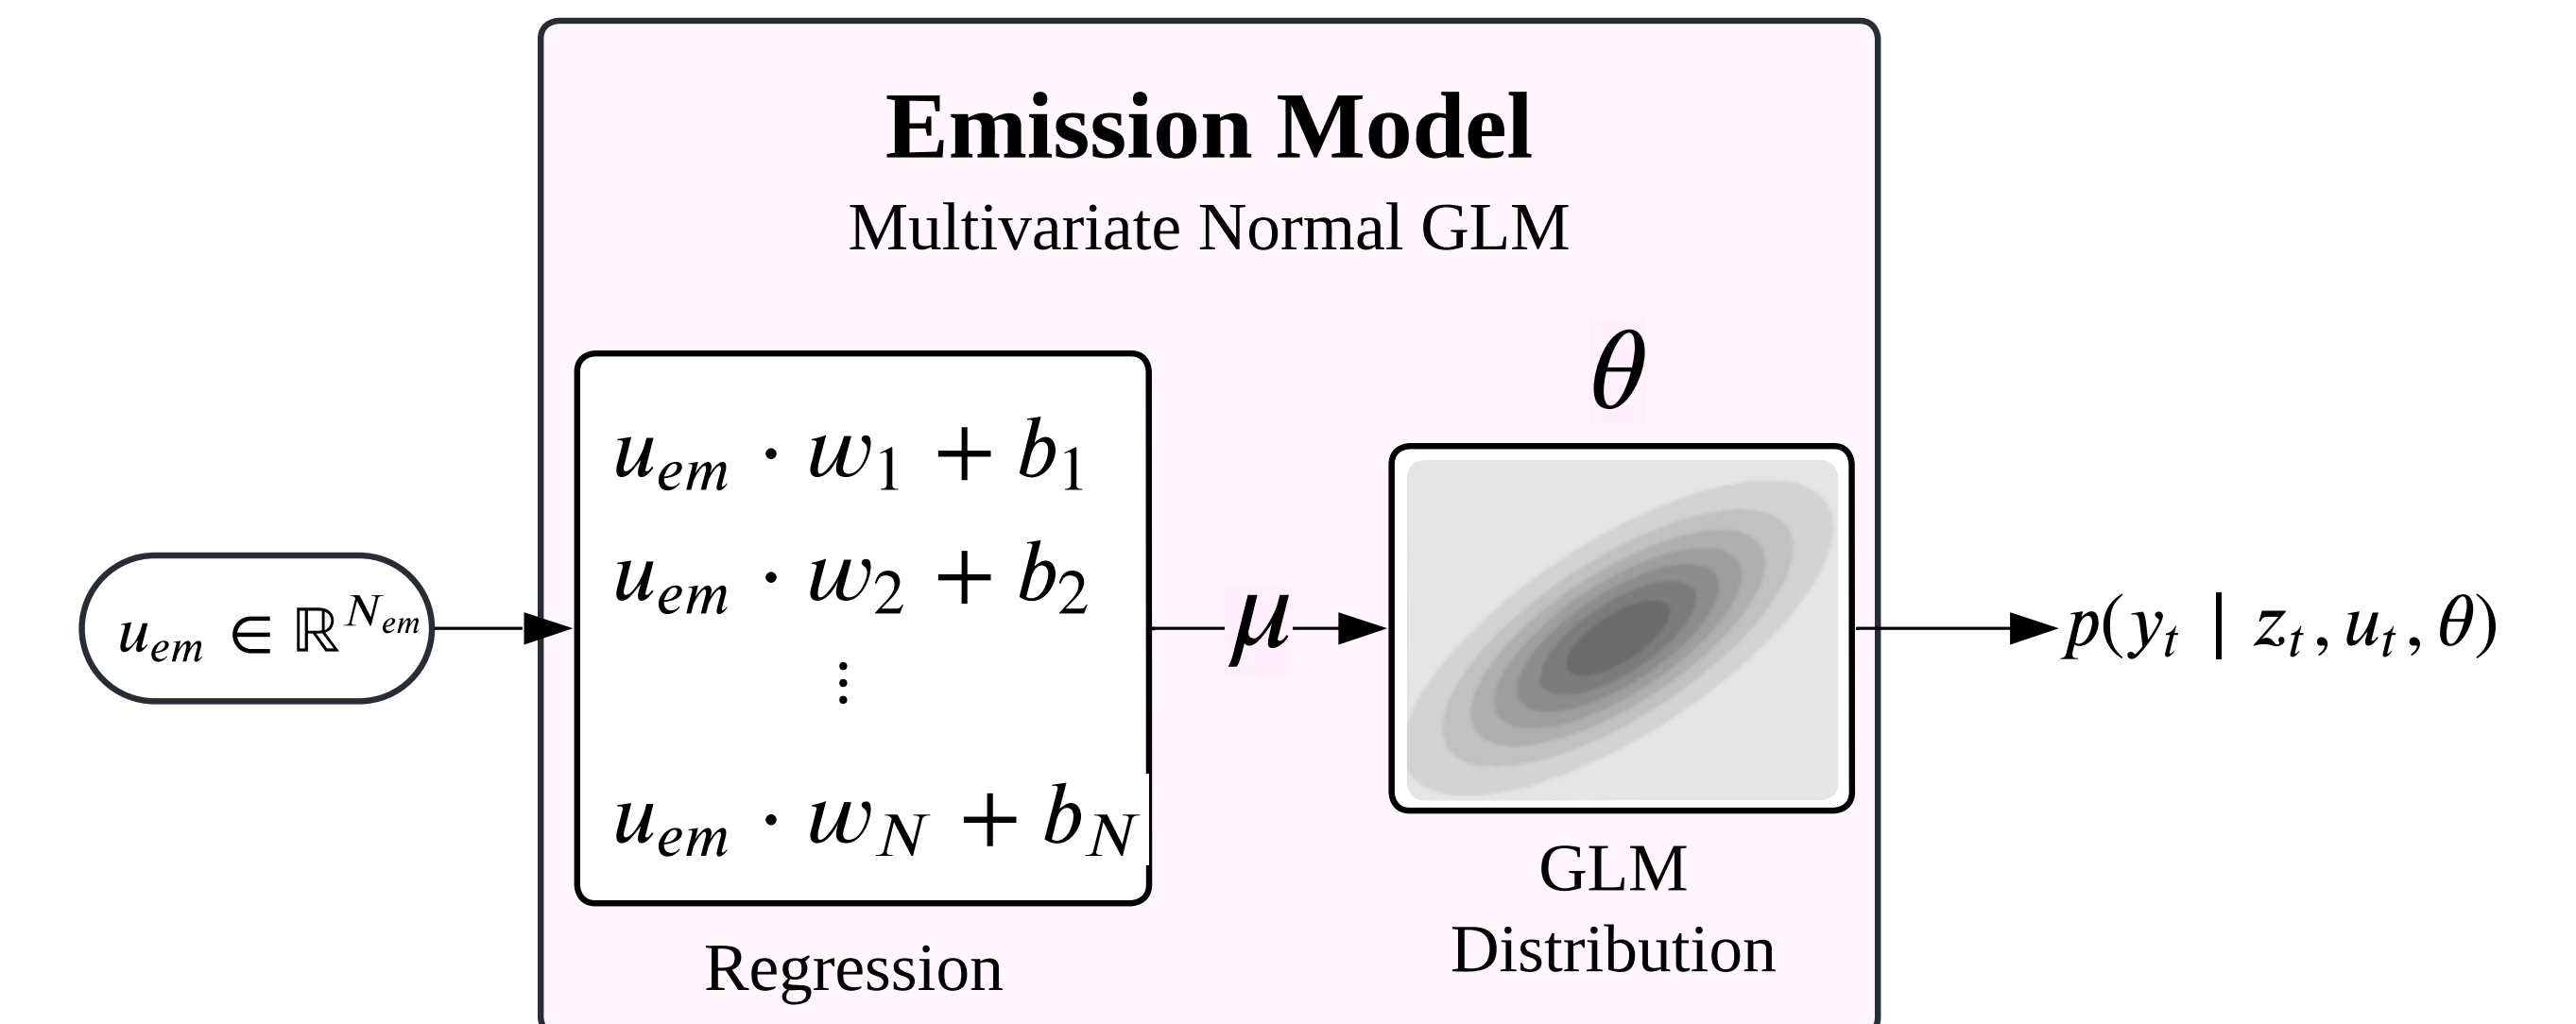 Emission Model
Multivariate Normal GLM
θ
u_em · w_1 + b_1
u_em · w_2 + b_2
⋮
u_em · w_N + b_N
u_em ∈ ℝ^{N_em}
μ
p(y_t | z_t, u_t, θ)
GLM
Distribution
Regression